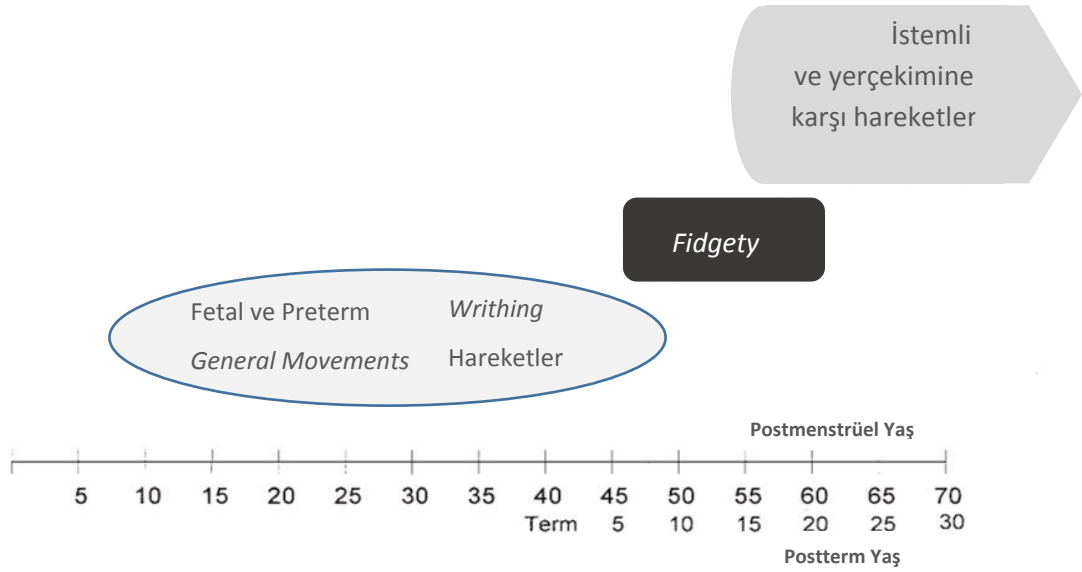 İstemli
ve yerçekimine
karşı hareketler
Fidgety
Fetal ve Preterm Writhing
General Movements Hareketler
Postmenstrüel Yaş
5 10 15 20 25 30 35 40 45 50 55 60 65 70
Term 5 10 15 20 25 30
Postterm Yaş